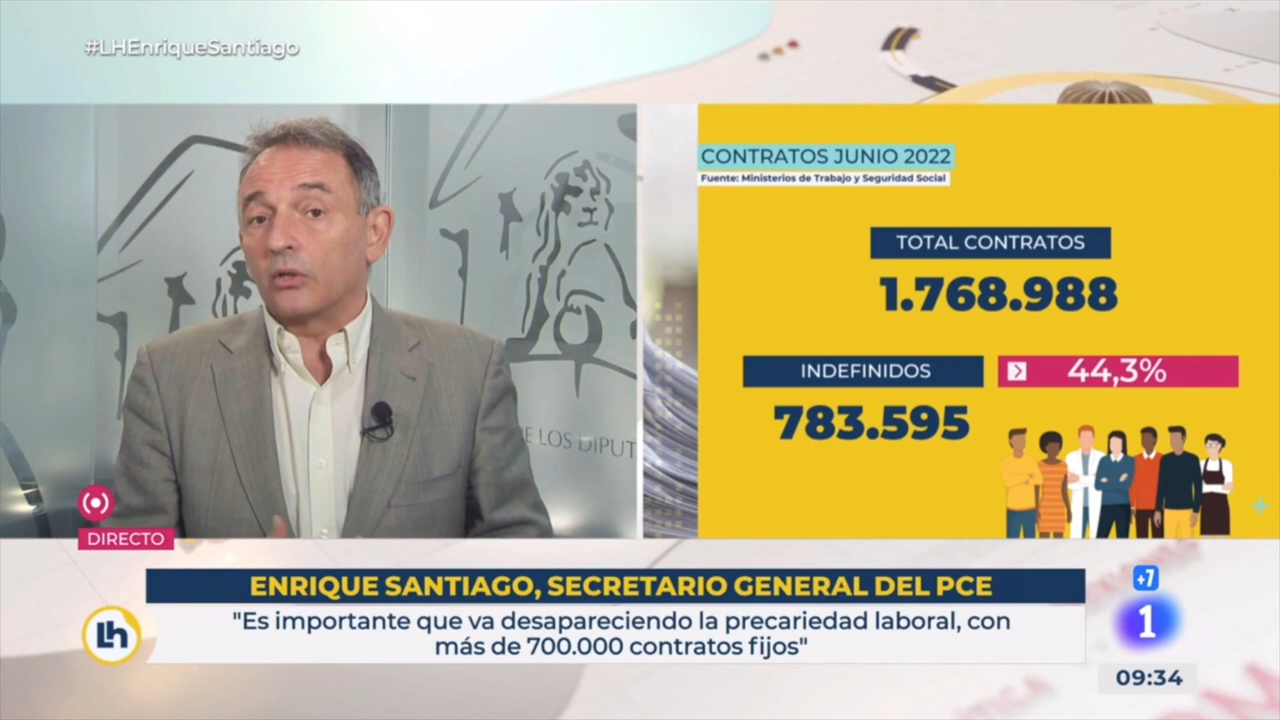 #LHEnriqueSantiago
CONTRATOS JUNIO 2022
Fuente: Ministerios de Trabajo y Seguridad Social
TOTAL CONTRATOS
1.768.988
INDEFINIDOS
44,3%
783.595
DE LOS DIPUT
DIRECTO
ENRIQUE SANTIAGO, SECRETARIO GENERAL DEL PCE
"Es importante que va desapareciendo la precariedad laboral, con
más de 700.000 contratos fijos"
Lh
+7
1
09:34